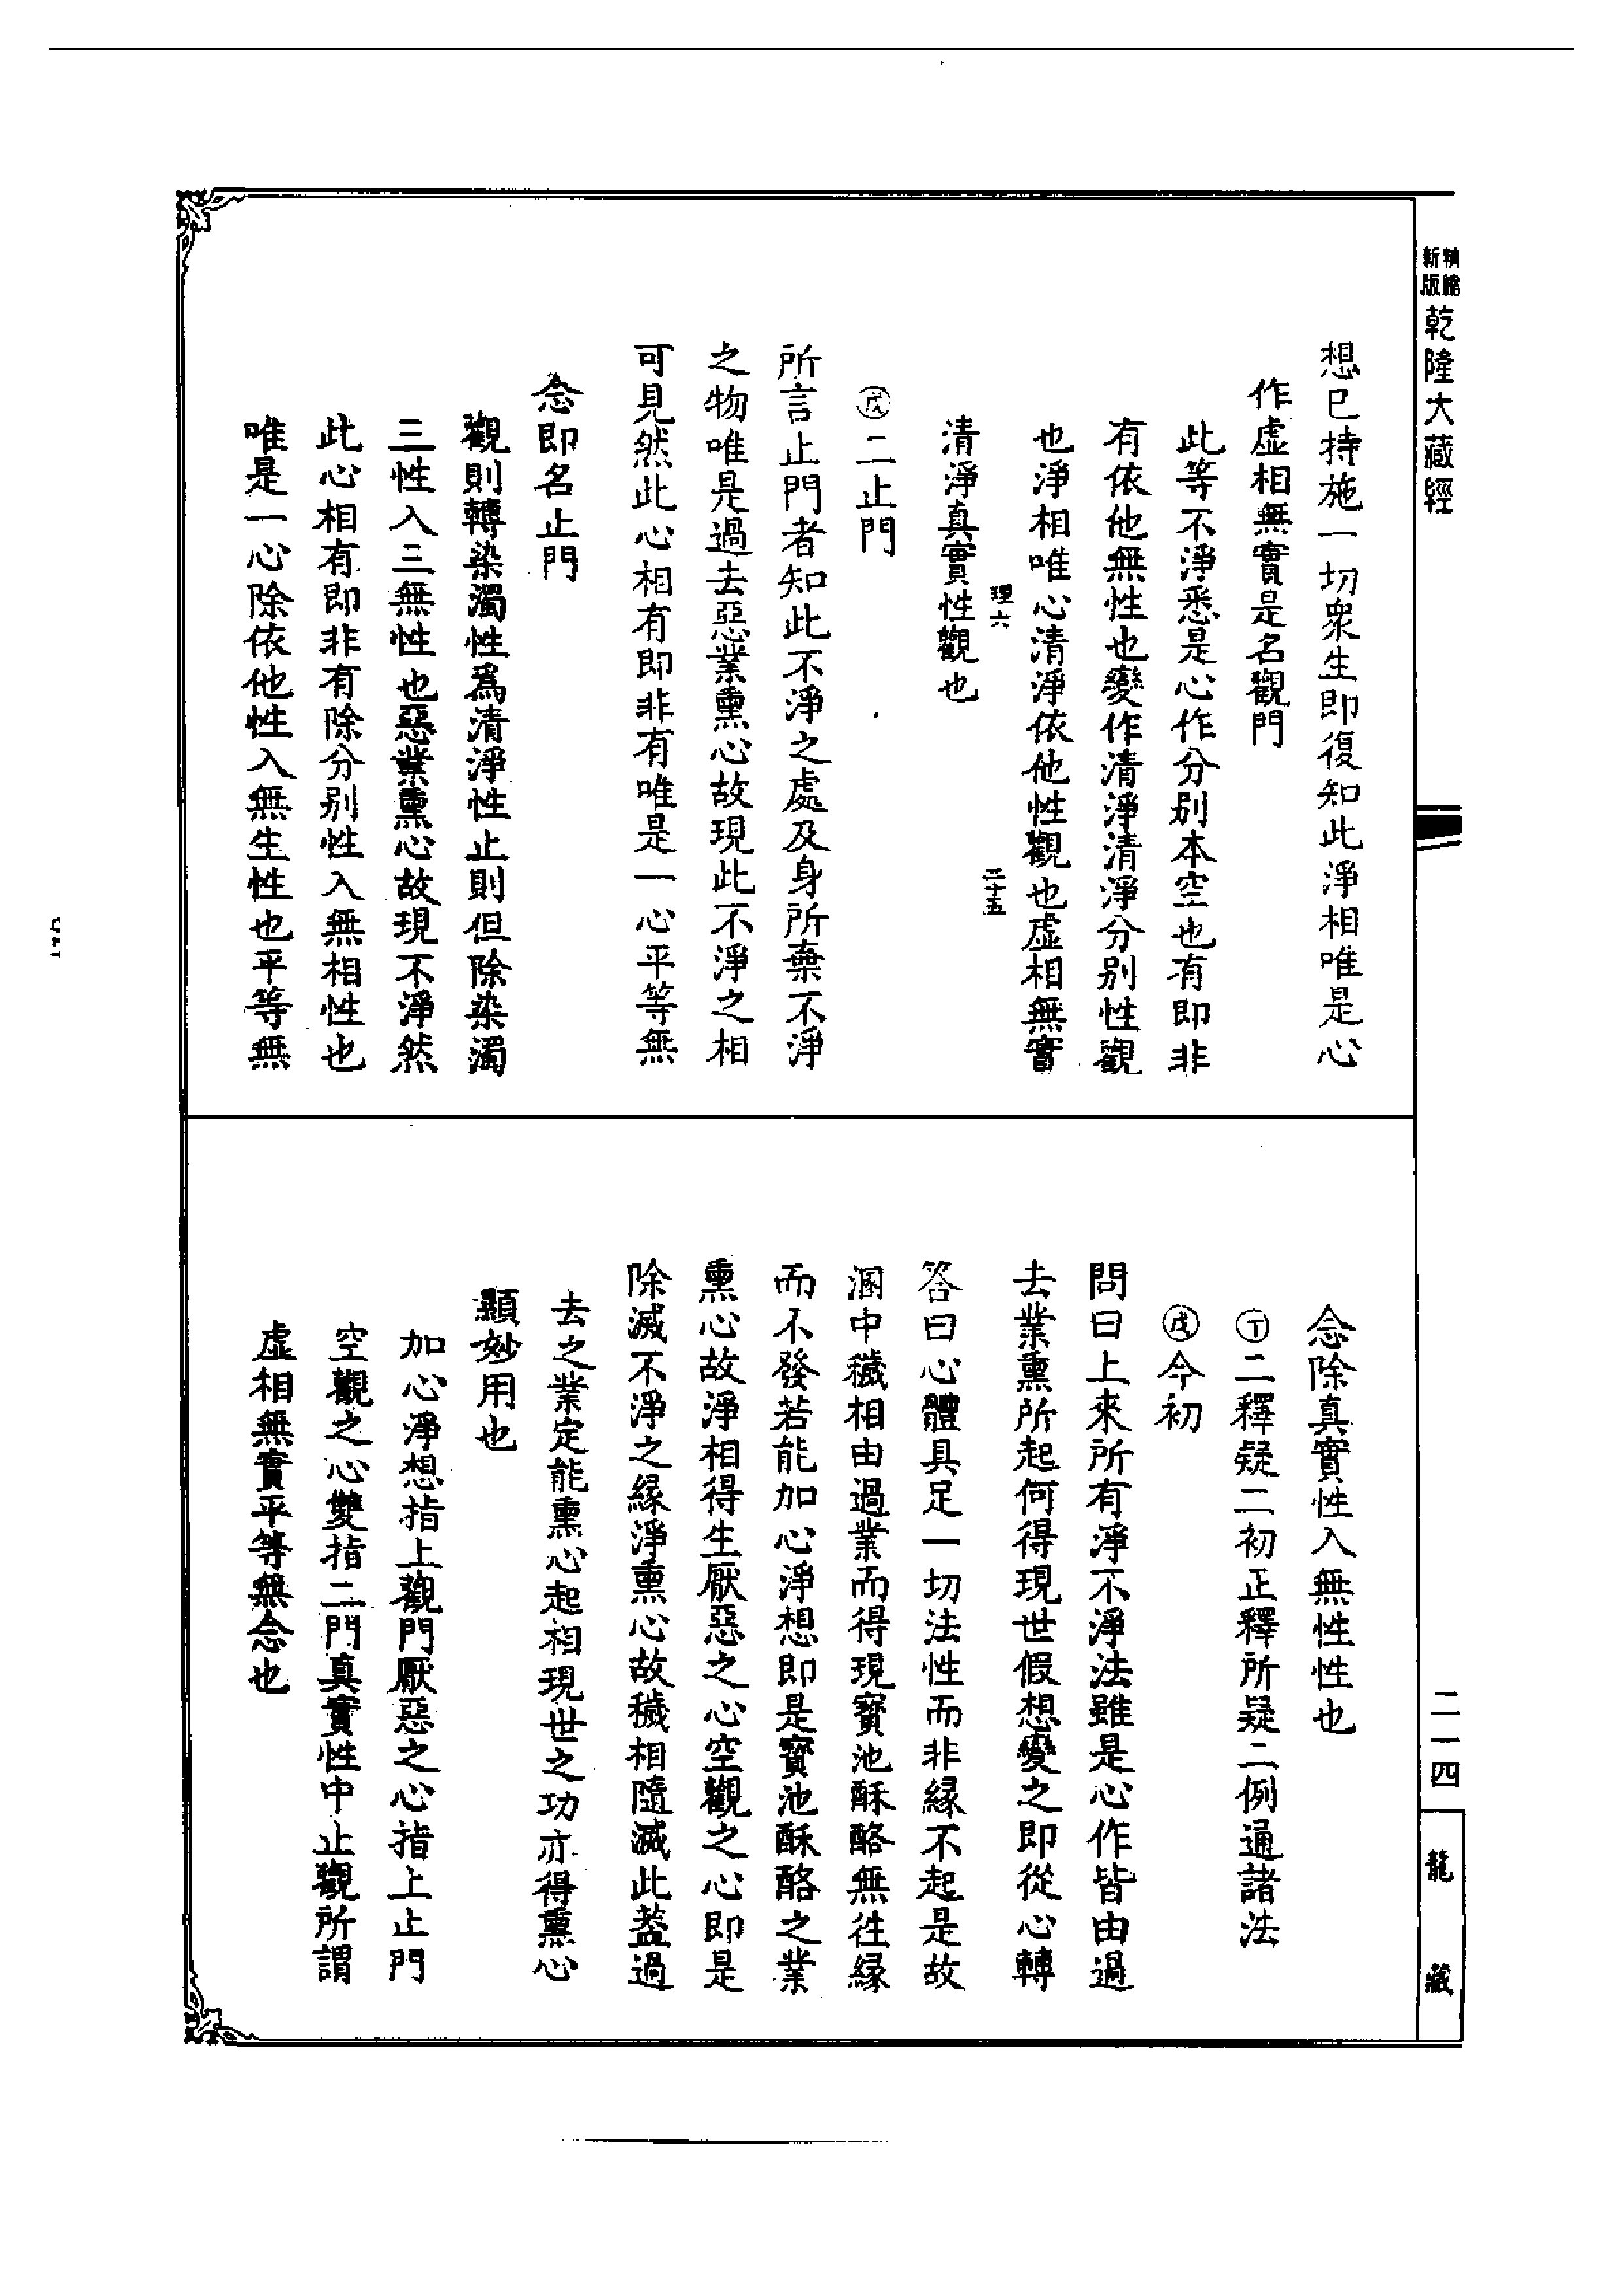 新版
精縮
乾隆大藏經
想已持施一切衆生即復知此淨相唯是心
作虛相無實是名觀門
此等不淨悉是心作分别本空也有即非
有依他無性也變作清淨清淨分别性觀
也淨相唯心清淨依他性觀也虛相無實
理六
二十五
清淨真實性觀也
㊅二止門
所言止門者知此不淨之處及身所棄不淨
之物唯是過去惡業熏心故現此不淨之相
可見然此心相有即非有唯是一心平等無
念即名止門
觀則轉染濁性爲清淨性止則但除染濁
三性入三無性也惡業熏心故現不淨然
此心相有即非有除分别性入無相性也
唯是一心除依他性入無生性也平等無
念除真實性入無性性也
㊀二釋疑二初正釋所疑二例通諸法
戊今初
問曰上來所有淨不淨法雖是心作皆由過
去業熏所起何得現世假想變之即從心轉
答曰心體具足一切法性而非緣不起是故
溷中穢相由過業而得現寳池酥酪無徃緣
而不發若能加心淨想即是寳池酥酪之業
熏心故淨相得生厭惡之心空觀之心即是
除滅不淨之緣淨熏心故穢相隨滅此葢過
去之業定能熏心起相現世之功亦得熏心
顯妙用也
加心淨想指上觀門厭惡之心指上止門
空觀之心雙指二門真實性中止觀所謂
虛相無實平等無念也
二一四
龍藏